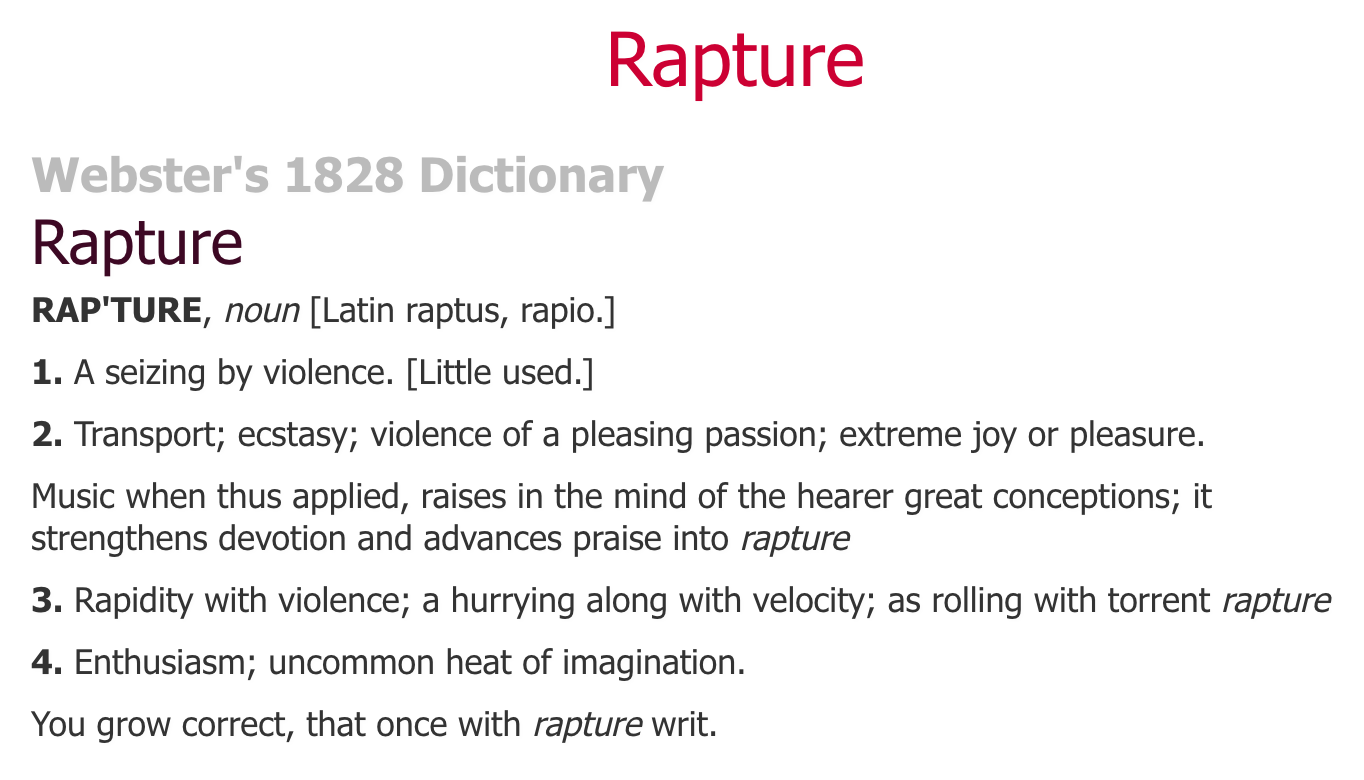 Rapture
Webster's 1828 Dictionary
Rapture
RAP'TURE, noun [Latin raptus, rapio.]
1. A seizing by violence. [Little used.]
2. Transport; ecstasy; violence of a pleasing passion; extreme joy or pleasure.
Music when thus applied, raises in the mind of the hearer great conceptions; it
strengthens devotion and advances praise into rapture
3. Rapidity with violence; a hurrying along with velocity; as rolling with torrent rapture
4. Enthusiasm; uncommon heat of imagination.
You grow correct, that once with rapture writ.